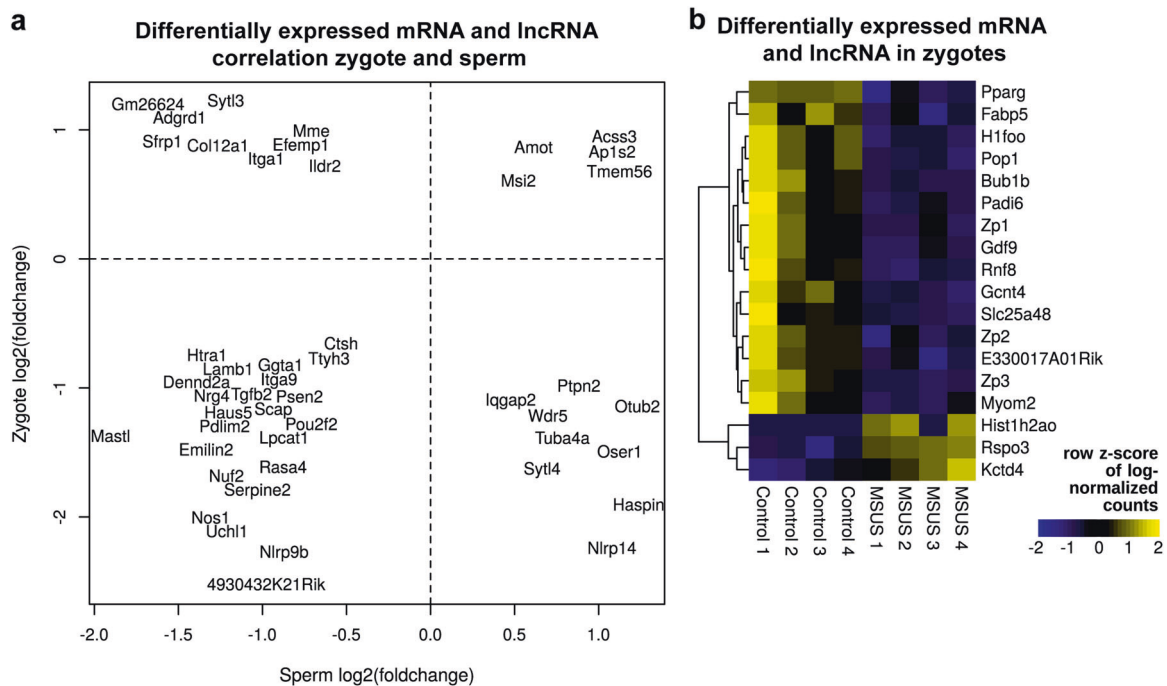 a
Differentially expressed mRNA and lncRNA
correlation zygote and sperm
Gm26624
Sytl3
Adgrd1
Sfrp1
Col12a1
Mme
Efemp1
Itga1
Ildr2
Amot
Acss3
Ap1s2
Tmem56
Msi2
Htra1
Ctsh
Ttyh3
Lamb1
Ggta1
Dennd2a
Itga9
Nrg4
Tgfb2
Psen2
Haus5
Scap
Pdlim2
Pou2f2
Mastl
Lpcat1
Emilin2
Rasa4
Nuf2
Serpine2
Nos1
Uchl1
Nlrp9b
4930432K21Rik
Ptpn2
Iqgap2
Otub2
Wdr5
Tuba4a
Oser1
Sytl4
Haspin
Nlrp14
1
0
-1
-2
Zygote log2(foldchange)
-2.0
-1.5
-1.0
-0.5
0.0
0.5
1.0
Sperm log2(foldchange)
b
Differentially expressed mRNA
and lncRNA in zygotes
Pparg
Fabp5
H1foo
Pop1
Bub1b
Padi6
Zp1
Gdf9
Rnf8
Gcnt4
Slc25a48
Zp2
E330017A01Rik
Zp3
Myom2
Hist1h2ao
Rspo3
Kctd4
Control 1
Control 2
Control 3
Control 4
MSUS 1
MSUS 2
MSUS 3
MSUS 4
row z-score
of log-
normalized
counts
-2
-1
0
1
2